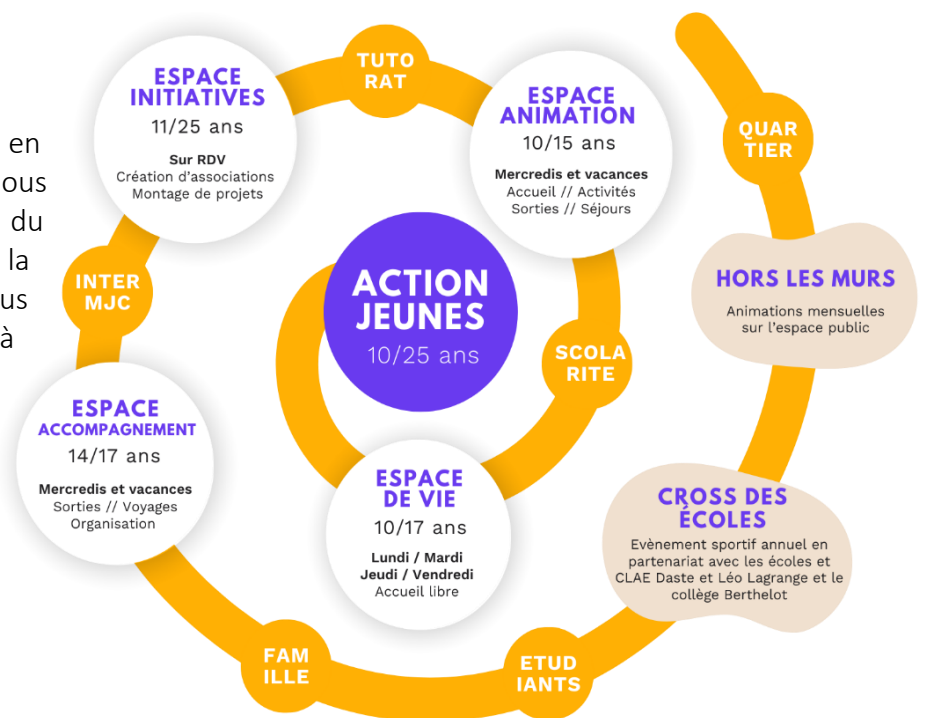 en
ous
du
la
us
à
ACTION
JEUNES
10/25 ans
ESPACE
DE VIE
10/17 ans
Lundi / Mardi
Jeudi / Vendredi
Accueil libre
SCOLA
RITE
ESPACE
ANIMATION
10/15 ans
Mercredis et vacances
Accueil // Activités
Sorties // Séjours
TUTO
RAT
ESPACE
INITIATIVES
11/25 ans
Sur RDV
Création d'associations
Montage de projets
INTER
MJC
ESPACE
ACCOMPAGNEMENT
14/17 ans
Mercredis et vacances
Sorties // Voyages
Organisation
FAM
ILLE
ETUD
IANTS
CROSS DES
ÉCOLES
Evènement sportif annuel en
partenariat avec les écoles et
CLAE Daste et Léo Lagrange et le
collège Berthelot
HORS LES MURS
Animations mensuelles
sur l'espace public
QUAR
TIER